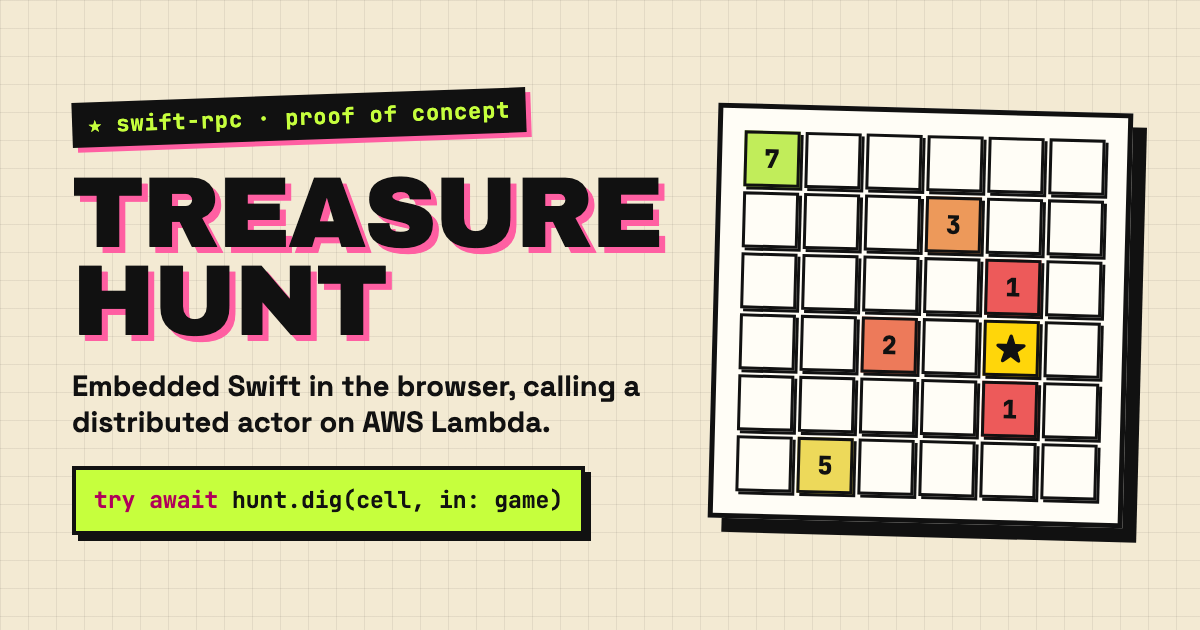 ★ swift-rpc · proof of concept
TREASURE
HUNT
Embedded Swift in the browser, calling a
distributed actor on AWS Lambda.
try await hunt.dig(cell, in: game)
7
3
1
2 ★
1
5